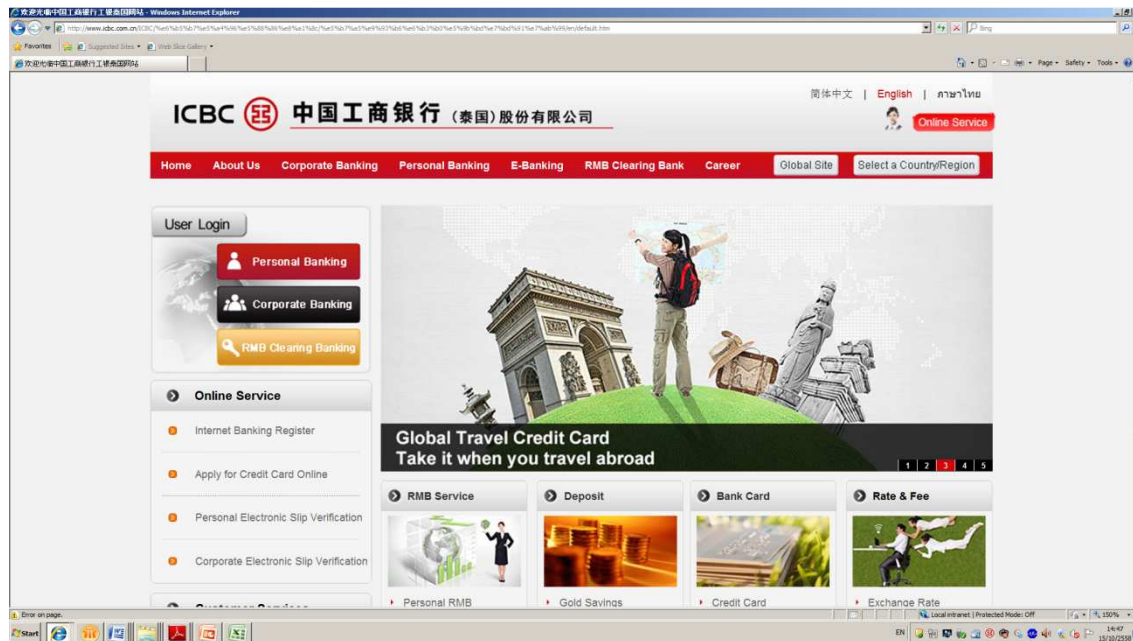 欢迎光临中国工商银行工银泰国网站 - Windows Internet Explorer
Bing
Favorites Suggested Sites Web Slice Gallery
欢迎光临中国工商银行工银泰国网站
Page Safety Tools
简体中文 | English | ภาษาไทย
ICBC 中国工商银行 (泰国) 股份有限公司
Online Service
Home About Us Corporate Banking Personal Banking E-Banking RMB Clearing Bank Career Global Site Select a Country/Region
User Login
Personal Banking
Corporate Banking
RMB Clearing Banking
Online Service
Internet Banking Register
Apply for Credit Card Online
Personal Electronic Slip Verification
Corporate Electronic Slip Verification
Global Travel Credit Card
Take it when you travel abroad
1 2 3 4 5
RMB Service Deposit Bank Card Rate & Fee
Personal RMB Gold Savings Credit Card Exchange Rate
Error on page. Local intranet | Protected Mode: Off 150%
Start EN 14:47
15/10/2556